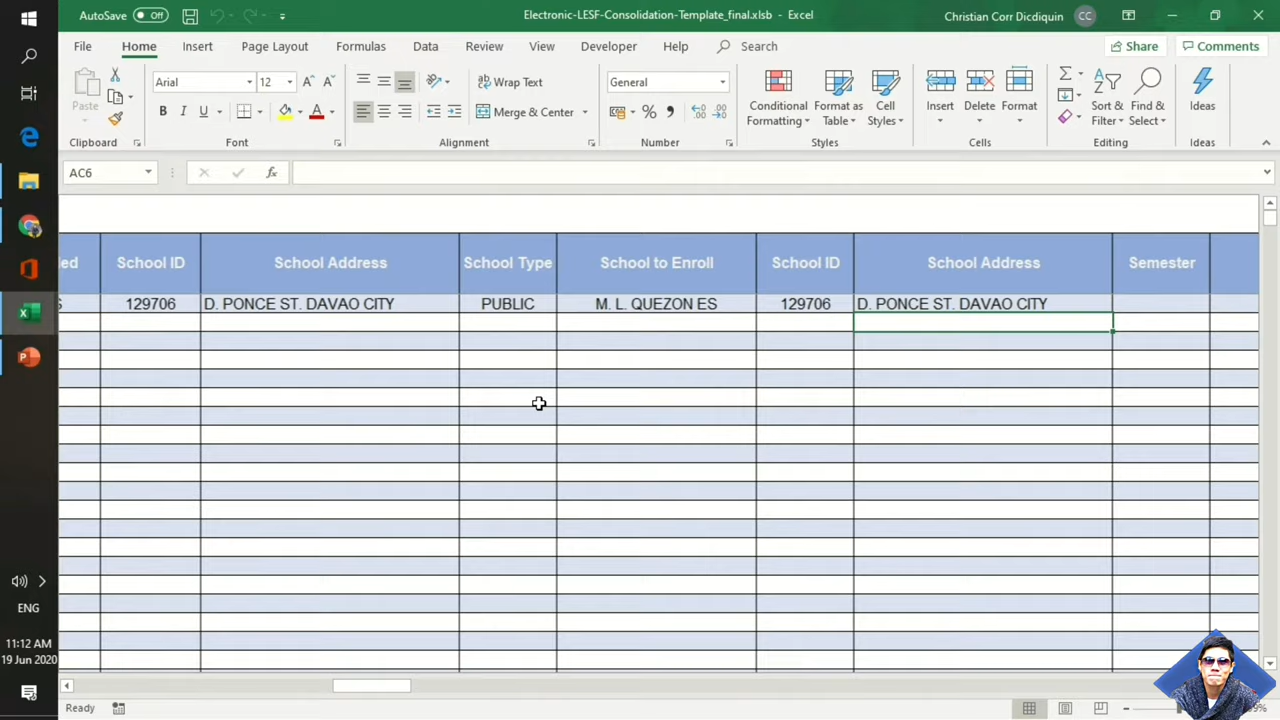 Electronic-LESF-Consolidation-Template_final.xlsb - Excel
Christian Corr Dicdiquin CC
AutoSave Off
File Home Insert Page Layout Formulas Data Review View Developer Help Search Share Comments
Paste
Arial 12
Wrap Text
General
B I U
Merge & Center
Conditional Formatting
Format as Table
Cell Styles
Insert Delete Format
Sort & Filter
Find & Select
Ideas
Clipboard Font Alignment Number Styles Cells Editing Ideas
AC6
School ID School Address School Type School to Enroll School ID School Address Semester
129706 D. PONCE ST. DAVAO CITY PUBLIC M. L. QUEZON ES 129706 D. PONCE ST. DAVAO CITY
ENG
11:12 AM
19 Jun 2020
Ready